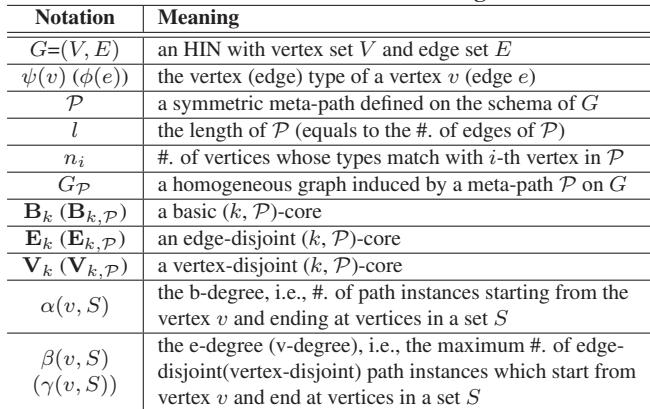 Notation Meaning
G=(V, E) an HIN with vertex set V and edge set E
ψ(v) (ϕ(e)) the vertex (edge) type of a vertex v (edge e)
𝒫 a symmetric meta-path defined on the schema of G
l the length of 𝒫 (equals to the #. of edges of 𝒫)
n_i #. of vertices whose types match with i-th vertex in 𝒫
G_𝒫 a homogeneous graph induced by a meta-path 𝒫 on G
B_k (B_{k,𝒫}) a basic (k, 𝒫)-core
E_k (E_{k,𝒫}) an edge-disjoint (k, 𝒫)-core
V_k (V_{k,𝒫}) a vertex-disjoint (k, 𝒫)-core
α(v, S) the b-degree, i.e., #. of path instances starting from the
vertex v and ending at vertices in a set S
β(v, S) the e-degree (v-degree), i.e., the maximum #. of edge-
(γ(v, S)) disjoint(vertex-disjoint) path instances which start from
vertex v and end at vertices in a set S